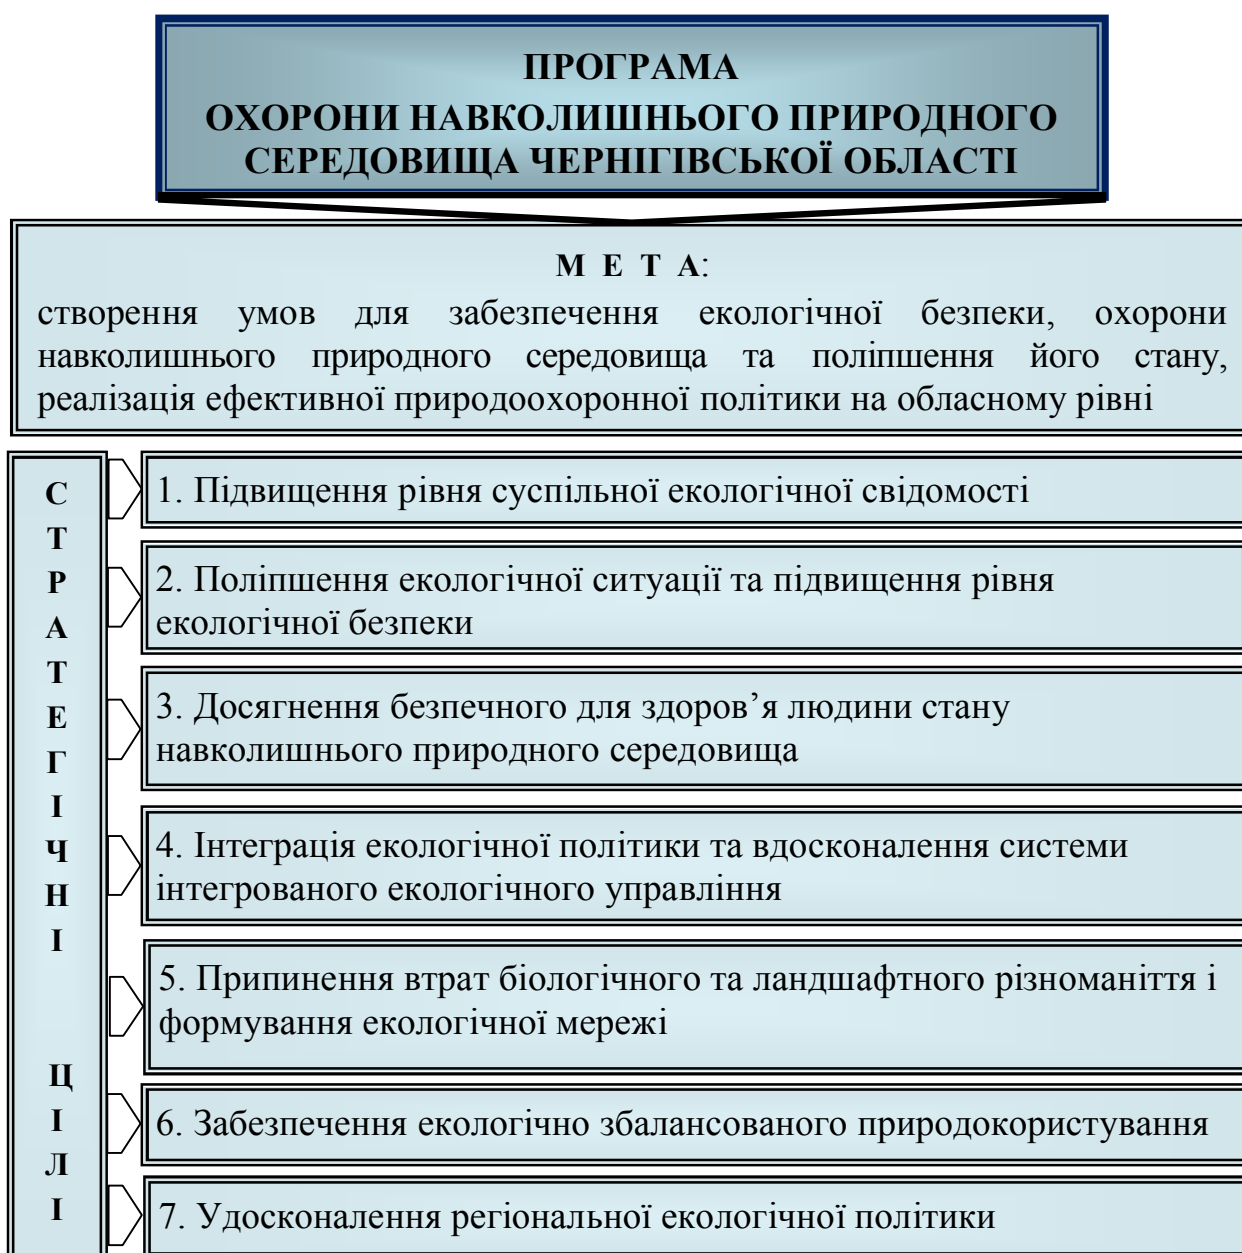 ПРОГРАМА
ОХОРОНИ НАВКОЛИШНЬОГО ПРИРОДНОГО
СЕРЕДОВИЩА ЧЕРНІГІВСЬКОЇ ОБЛАСТІ
М Е Т А:
створення умов для забезпечення екологічної безпеки, охорони
навколишнього природного середовища та поліпшення його стану,
реалізація ефективної природоохоронної політики на обласному рівні
С
Т
Р
А
Т
Е
Г
І
Ч
Н
І
Ц
І
Л
І
1. Підвищення рівня суспільної екологічної свідомості
2. Поліпшення екологічної ситуації та підвищення рівня
екологічної безпеки
3. Досягнення безпечного для здоров’я людини стану
навколишнього природного середовища
4. Інтеграція екологічної політики та вдосконалення системи
інтегрованого екологічного управління
5. Припинення втрат біологічного та ландшафтного різноманіття і
формування екологічної мережі
6. Забезпечення екологічно збалансованого природокористування
7. Удосконалення регіональної екологічної політики